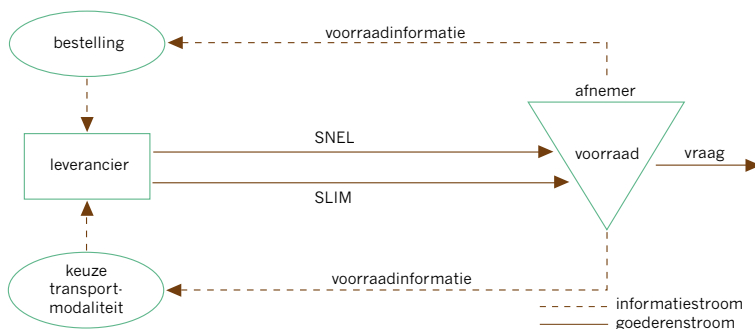 bestelling
voorraadinformatie
afnemer
leverancier
SNEL
SLIM
voorraad
vraag
keuze
transport-
modaliteit
voorraadinformatie
informatiestroom
goederenstroom